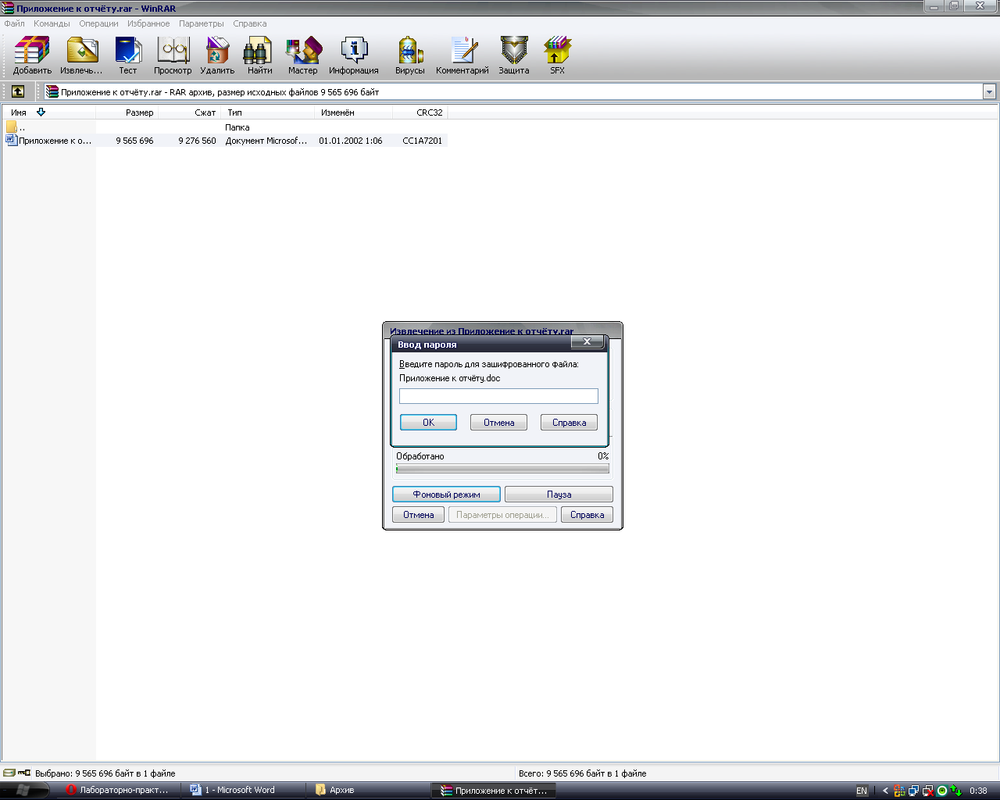 Приложение к отчёту.rar - WinRAR
Файл Команды Операции Избранное Параметры Справка
Добавить Извлечь... Тест Просмотр Удалить Найти Мастер Информация Вирусы Комментарий Защита SFX
Приложение к отчёту.rar - RAR архив, размер исходных файлов 9 565 696 байт
Имя Размер Сжат Тип Изменён CRC32
.. Папка
Приложение к о... 9 565 696 9 276 560 Документ Microsof... 01.01.2002 1:06 CC1A7201
Извлечение из Приложение к отчёту.rar
Ввод пароля
Введите пароль для зашифрованного файла:
Приложение к отчёту.doc
OK Отмена Справка
Обработано 0%
Фоновый режим Пауза
Отмена Параметры операции... Справка
Выбрано: 9 565 696 байт в 1 файле Всего: 9 565 696 байт в 1 файле
Лабораторно-практ... 1 - Microsoft Word Архив Приложение к отчёт... EN 0:38